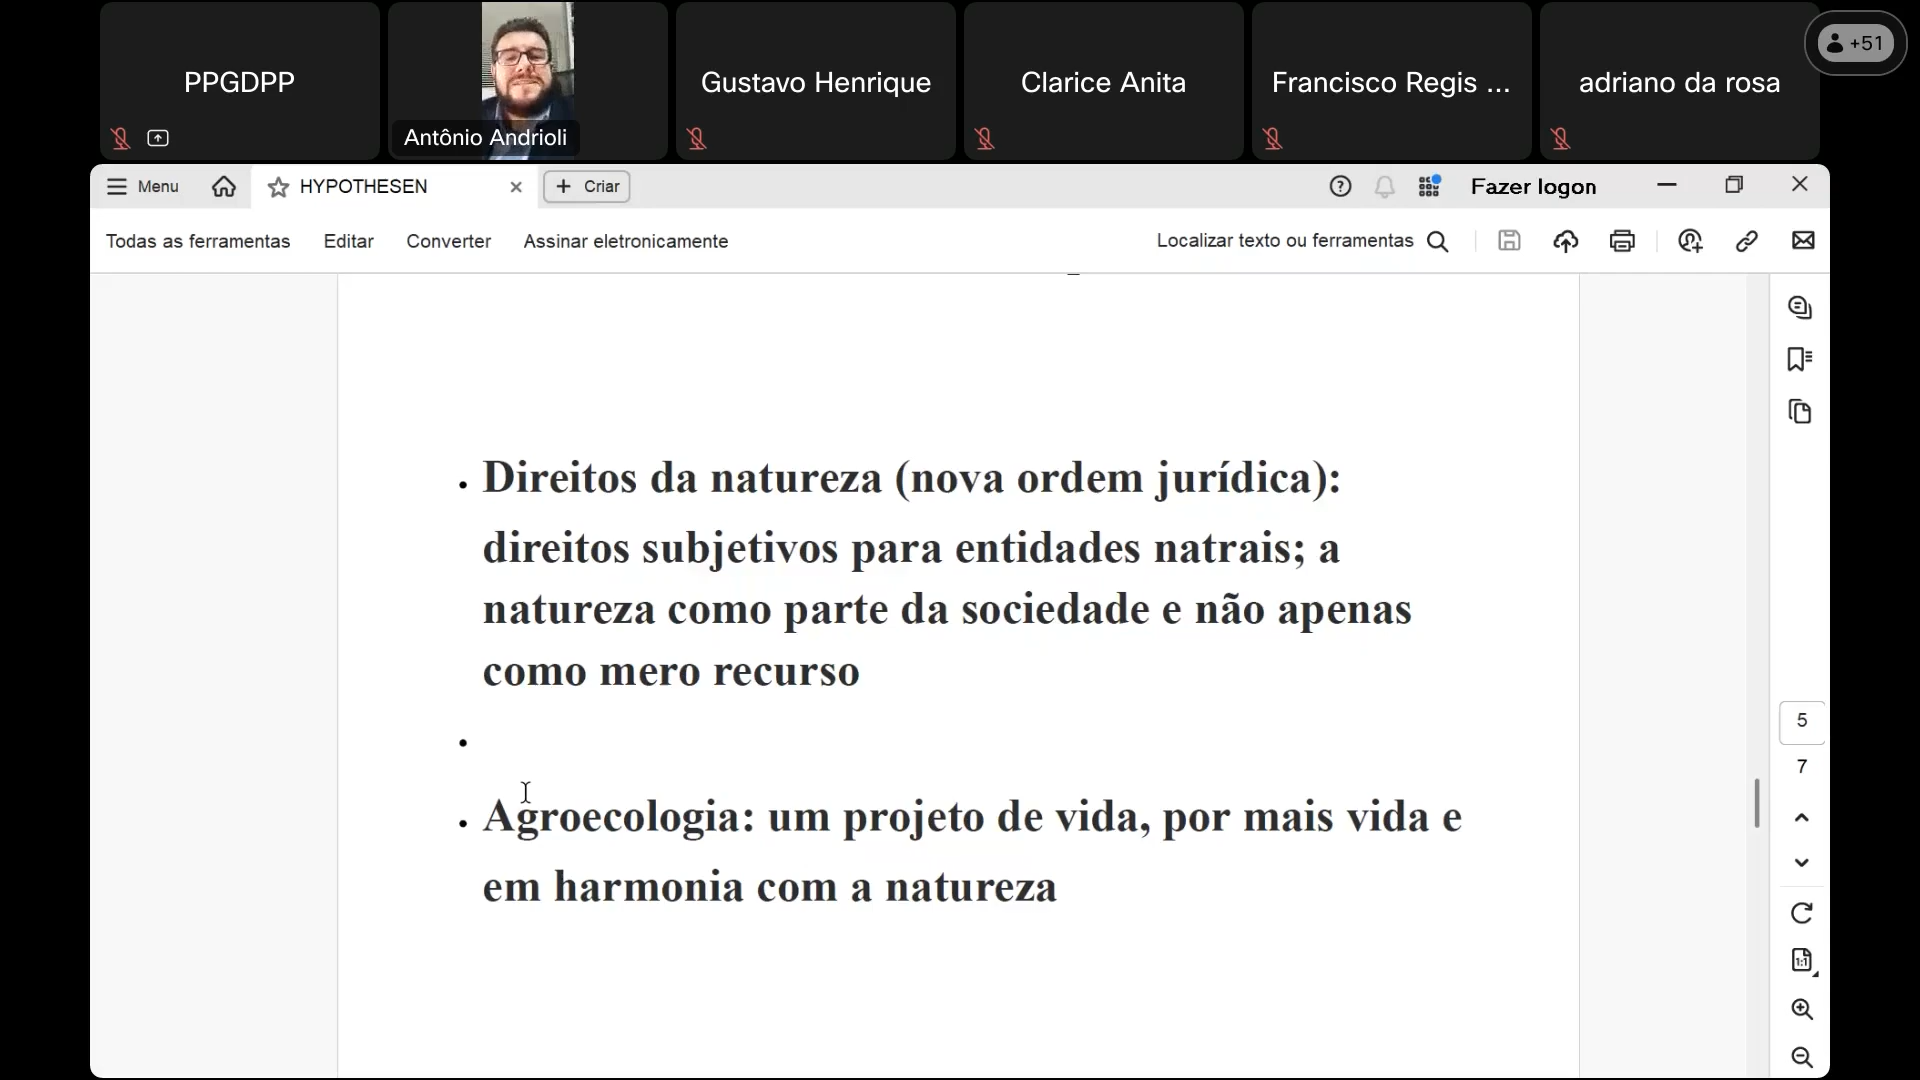 PPGDPP
Antônio Andrioli
Gustavo Henrique
Clarice Anita
Francisco Regis ...
adriano da rosa
+51
Menu
HYPOTHESEN
Criar
Fazer logon
Todas as ferramentas
Editar
Converter
Assinar eletronicamente
Localizar texto ou ferramentas
• Direitos da natureza (nova ordem jurídica):
direitos subjetivos para entidades natrais; a
natureza como parte da sociedade e não apenas
como mero recurso
•
• Agroecologia: um projeto de vida, por mais vida e
em harmonia com a natureza
5
7
1:1